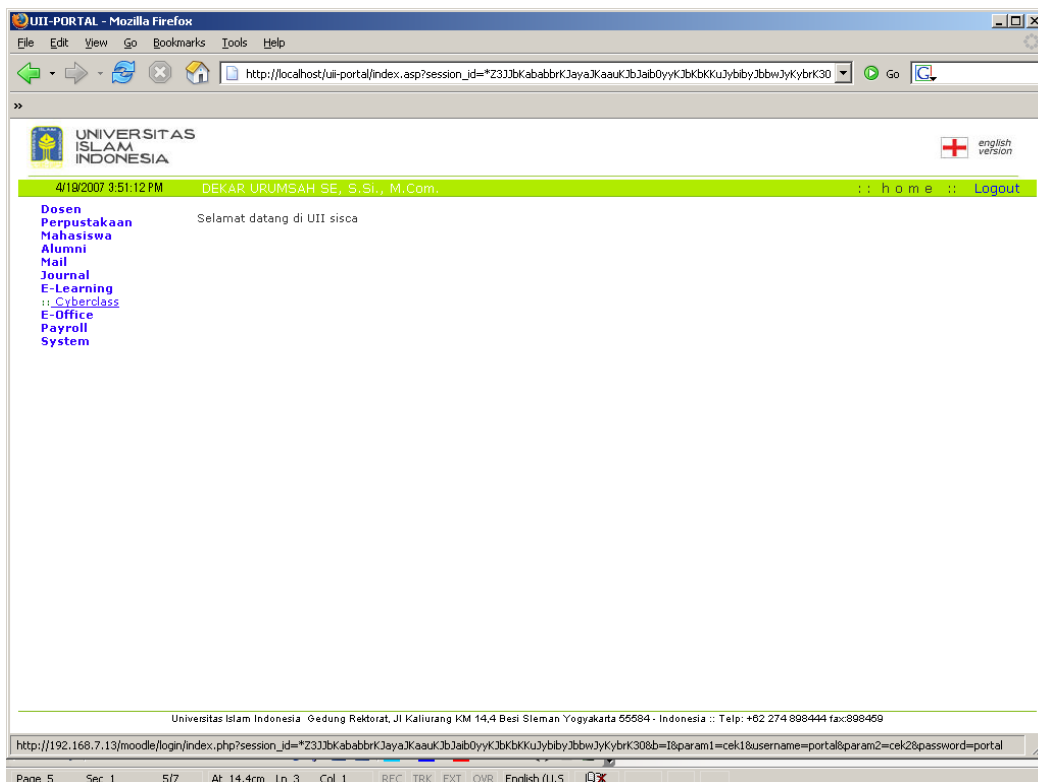 UII-PORTAL - Mozilla Firefox
File Edit View Go Bookmarks Tools Help
http://localhost/uii-portal/index.asp?session_id=*Z3JJbKababbrKJayaJKaauKJbJaib0yyKJbKbKKuJybibyJbbwJyKybrK30 Go
»
UNIVERSITAS
ISLAM
INDONESIA
english
version
4/19/2007 3:51:12 PM DEKAR URUMSAH SE, S.Si., M.Com. :: home :: Logout
Dosen
Perpustakaan
Mahasiswa
Alumni
Mail
Journal
E-Learning
:: Cyberclass
E-Office
Payroll
System
Selamat datang di UII sisca
Universitas Islam Indonesia Gedung Rektorat, Jl Kaliurang KM 14,4 Besi Sleman Yogyakarta 55584 - Indonesia :: Telp: +62 274 898444 fax:898459
http://192.168.7.13/moodle/login/index.php?session_id=*Z3JJbKababbrKJayaJKaauKJbJaib0yyKJbKbKKuJybibyJbbwJyKybrK30&b=I&param1=cek1&username=portal&param2=cek2&password=portal
Page 5 Sec 1 5/7 At 14.4cm Ln 3 Col 1 REC TRK EXT OVR English (U.S